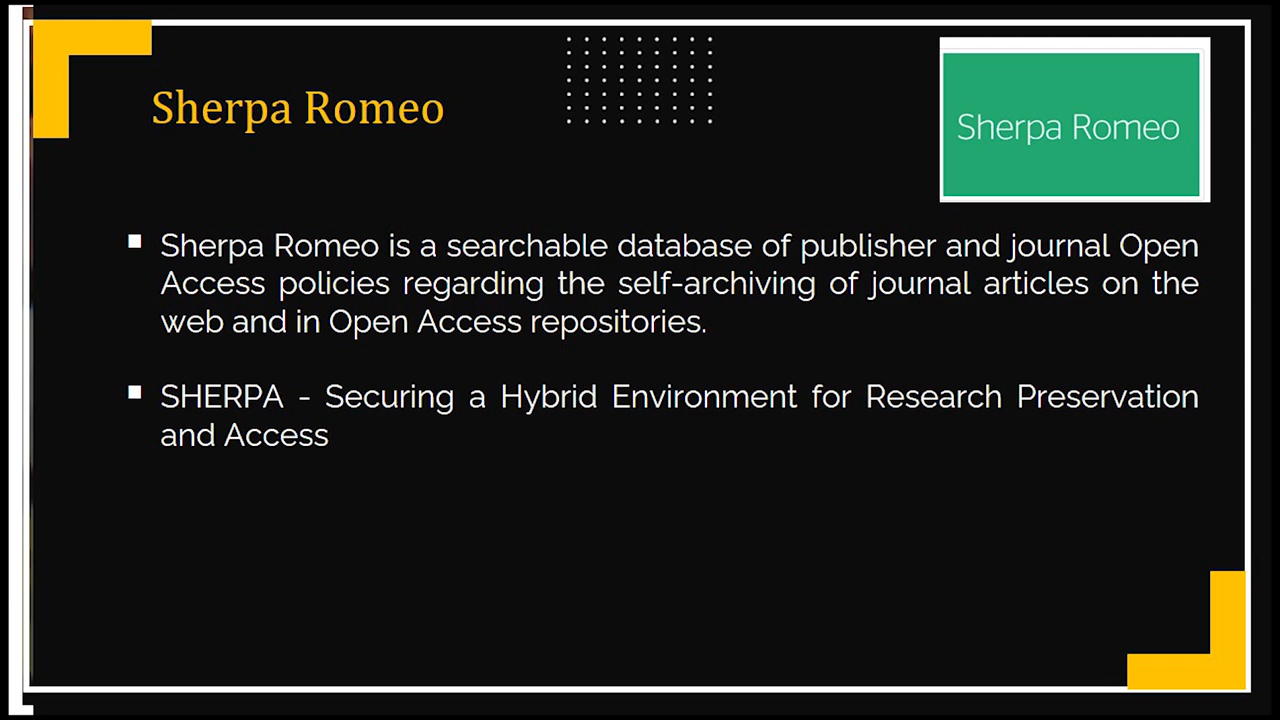 Sherpa Romeo
Sherpa Romeo
Sherpa Romeo is a searchable database of publisher and journal Open
Access policies regarding the self-archiving of journal articles on the
web and in Open Access repositories.
SHERPA - Securing a Hybrid Environment for Research Preservation
and Access